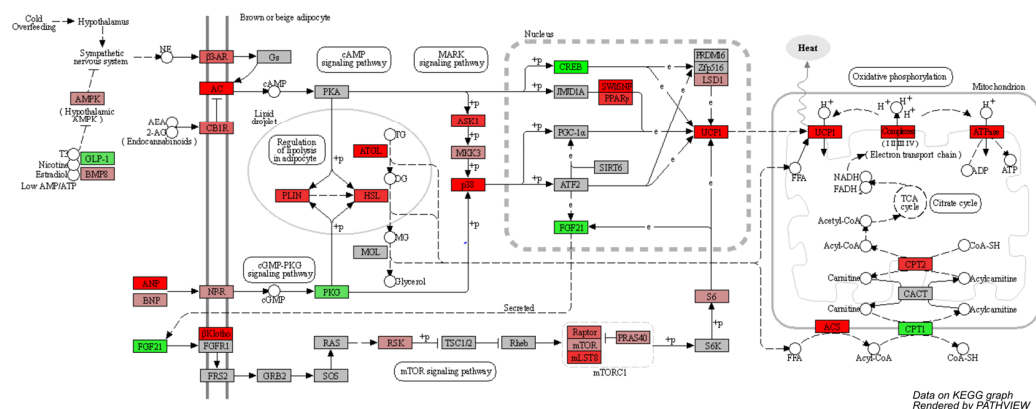 Cold
Overfeeding
Hypothalamus
Brown or beige adipocyte
Sympathetic
nervous system
NE
β3-AR
Gs
cAMP
signaling pathway
MARK
signaling pathway
Nucleus
PRDM16
Zfp516
LSD1
Heat
Oxidative phosphorylation
Mitochondrion
AC
cAMP
PKA
+p
CREB
e
JMJD1A
SWI/SNF
PPARγ
AMPK
( Hypothalamic
AMPK )
AEA
2-AG
( Endocannabinoids )
CB1R
Lipid
droplet
Regulation
of lipolysis
in adipocyte
ATGL
TG
+p
ASK1
+p
MKK3
+p
p38
+p
+p
PGC-1α
e
UCP1
e
SIRT6
ATF2
e
e
e
FGF21
e
H+
UCP1
H+
H+
Complexes
( I II III IV )
( Electron transport chain )
H+
ATPase
ADP
ATP
T3
Nicotine
Estradiol
Low AMP/ATP
GLP-1
BMP8
PLIN
HSL
DG
MG
MGL
Glycerol
+p
+p
FFA
NADH
FADH2
TCA
cycle
Citrate cycle
Acetyl-CoA
Acyl-CoA
CoA-SH
CPT2
Carnitine
Acylcarnitine
CACT
Carnitine
Acylcarnitine
ACS
CPT1
FFA
Acyl-CoA
CoA-SH
cGMP-PKG
signaling pathway
ANP
BNP
NPR
cGMP
PKG
Secreted
FGF21
βKlotho
FGFR1
FRS2
GRB2
SOS
RAS
RSK
+p
TSC1/2
Rheb
mTOR signaling pathway
Raptor
mTOR
mLST8
PRAS40
mTORC1
+p
S6K
+p
S6
Data on KEGG graph
Rendered by PATHVIEW